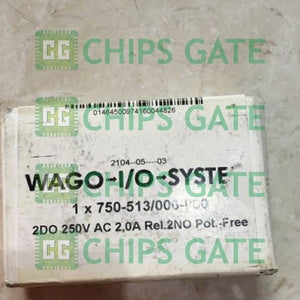 CHIPS GATE
01464500974160044826
2104--05----03
WAGO-I/O-SYSTE
1 x 750-513/000-000
2DO 250V AC 2,0A Rel.2NO Pot.-Free
CHIPS GATE
CHIPS GATE